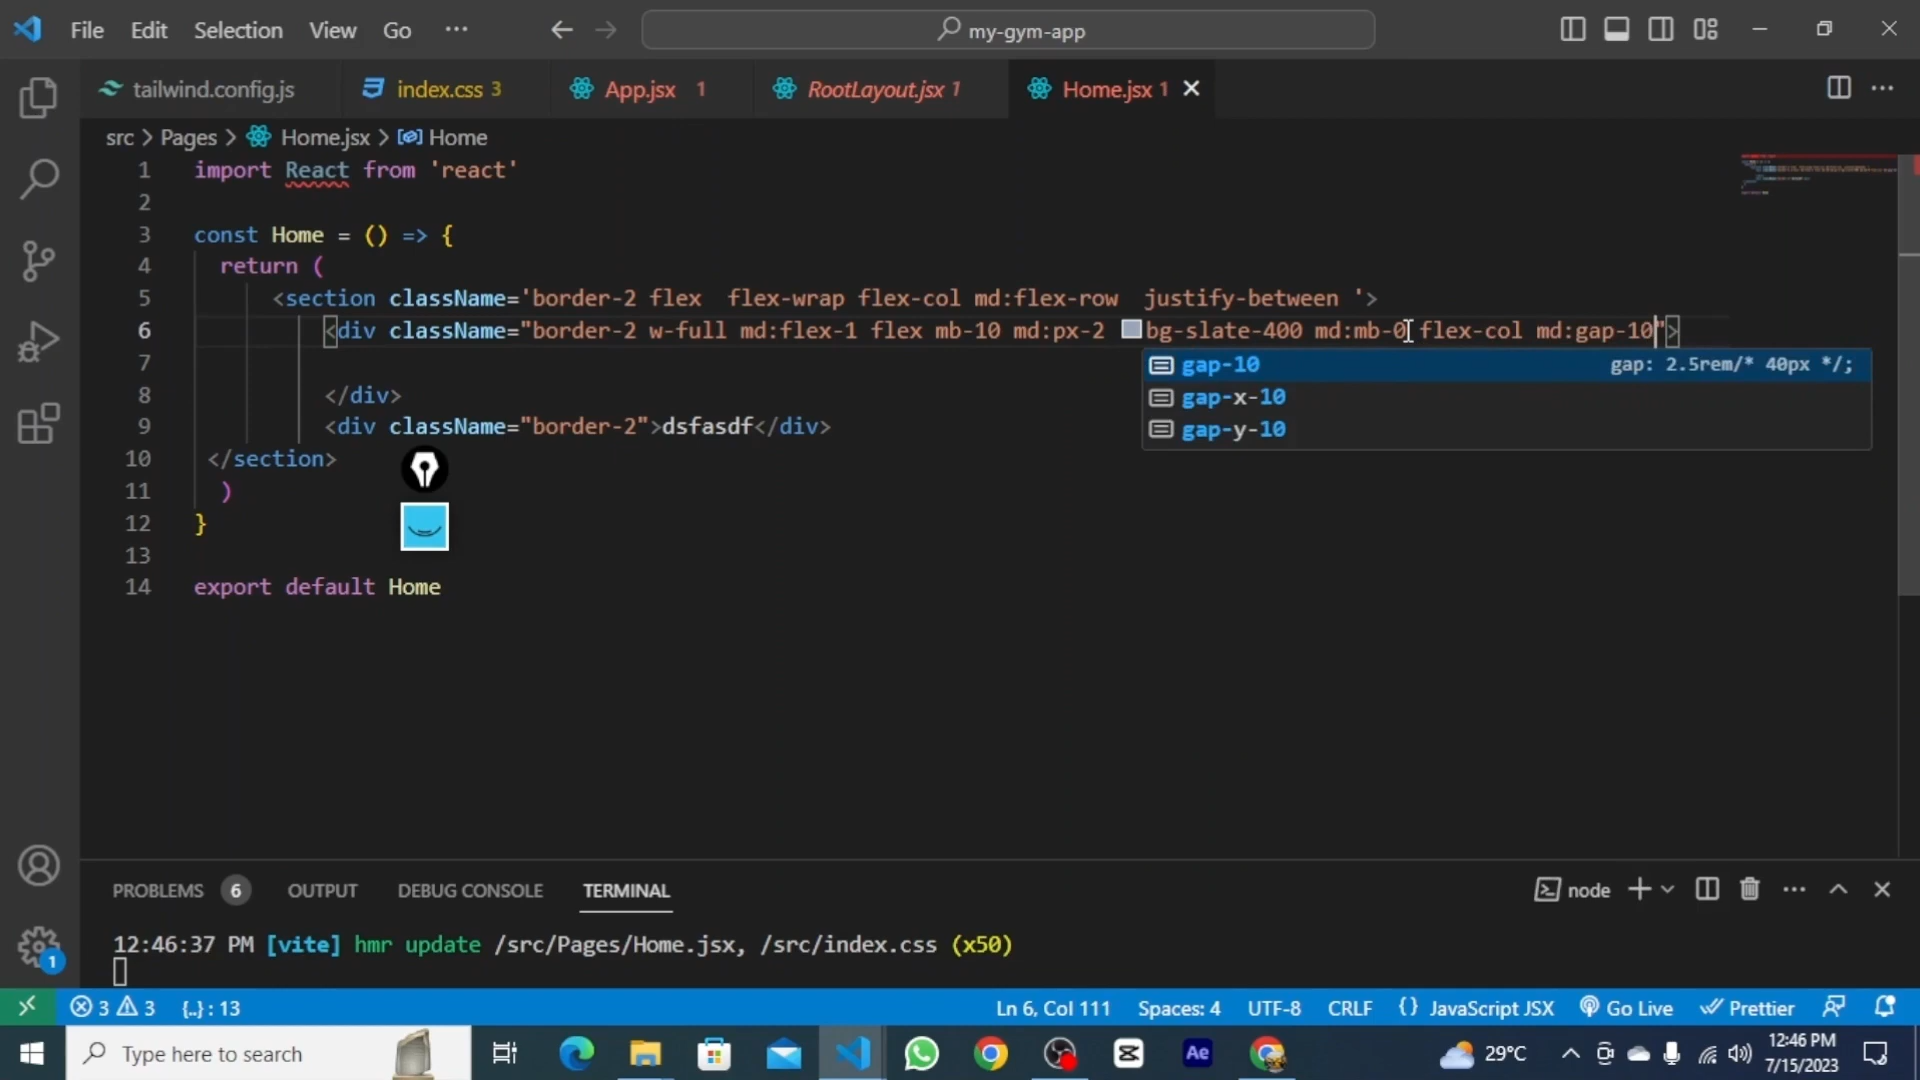 File Edit Selection View Go ···
my-gym-app
tailwind.config.js
index.css 3
App.jsx 1
RootLayout.jsx 1
Home.jsx 1
src > Pages > Home.jsx > Home
1 import React from 'react'
2
3 const Home = () => {
4 return (
5 <section className='border-2 flex  flex-wrap flex-col md:flex-row  justify-between '>
6 <div className="border-2 w-full md:flex-1 flex mb-10 md:px-2 bg-slate-400 md:mb-0 flex-col md:gap-10">
gap-10 gap: 2.5rem/* 40px */;
7
gap-x-10
8 </div>
gap-y-10
9 <div className="border-2">dsfasdf</div>
10 </section>
11 )
12 }
13
14 export default Home
PROBLEMS 6 OUTPUT DEBUG CONSOLE TERMINAL
node
12:46:37 PM [vite] hmr update /src/Pages/Home.jsx, /src/index.css (x50)
1
3 3 {..} : 13
Ln 6, Col 111 Spaces: 4 UTF-8 CRLF {} JavaScript JSX Go Live Prettier
Type here to search
Ae
29°C
12:46 PM
7/15/2023